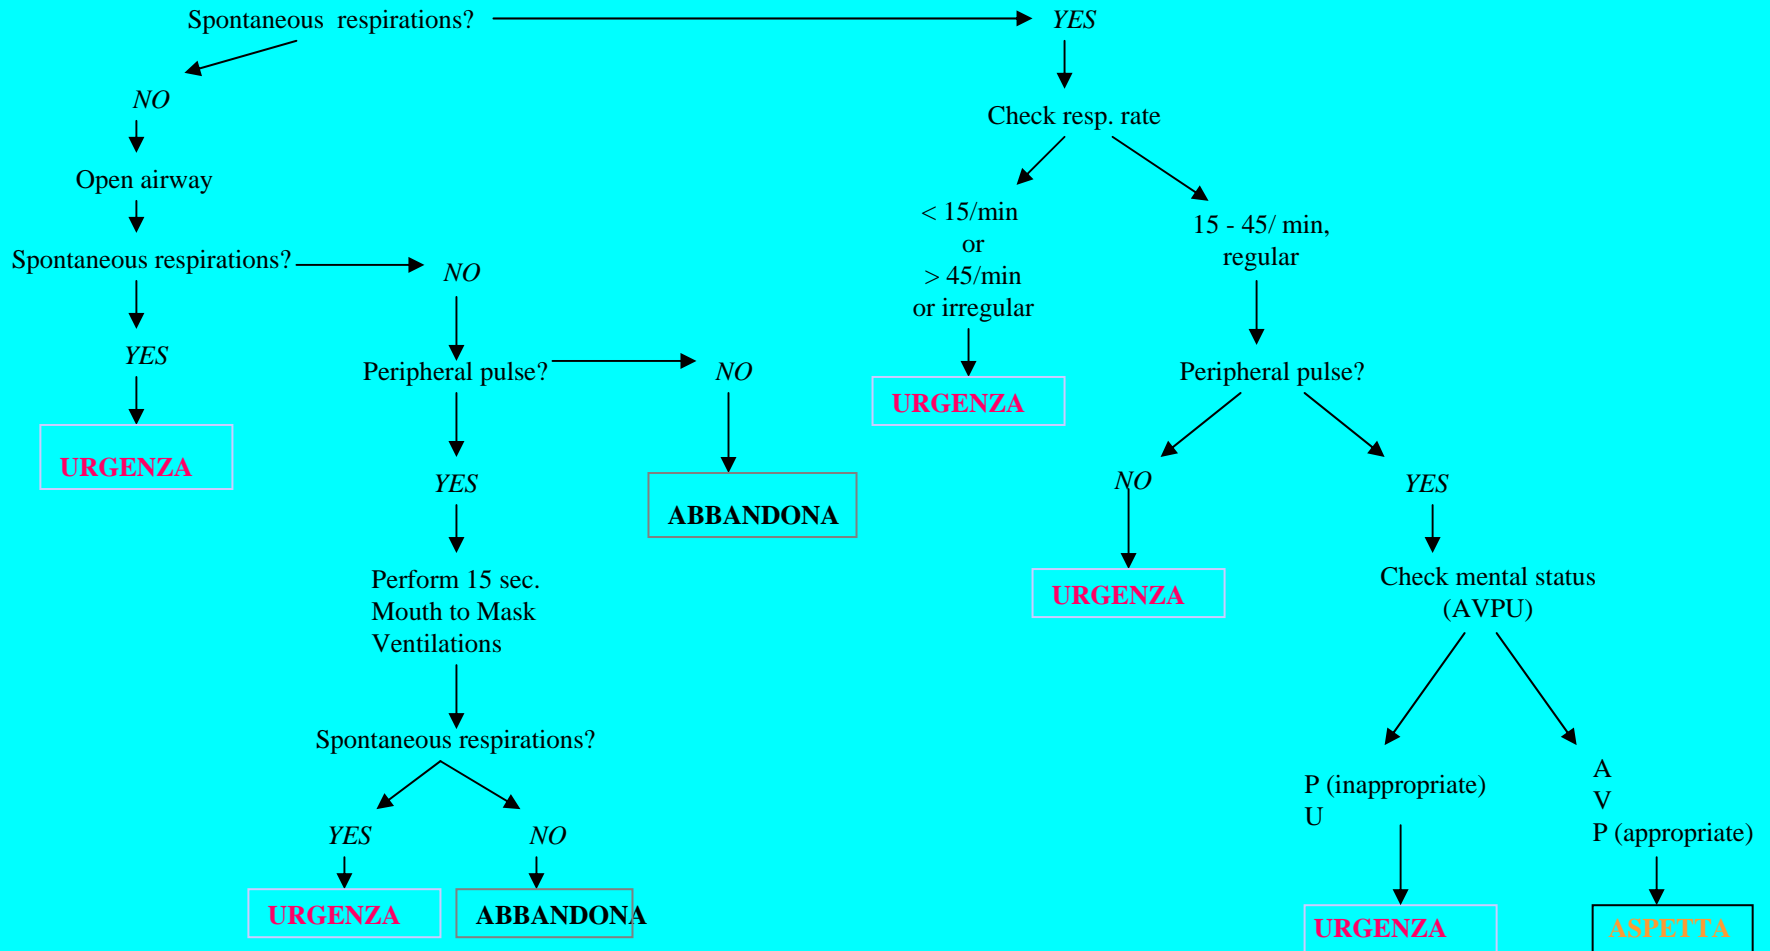 Spontaneous respirations?
YES
NO
Check resp. rate
Open airway
< 15/min
or
> 45/min
or irregular
15 - 45/ min,
regular
Spontaneous respirations?
NO
YES
Peripheral pulse?
NO
URGENZA
Peripheral pulse?
URGENZA
YES
ABBANDONA
NO
YES
Perform 15 sec.
Mouth to Mask
Ventilations
URGENZA
Check mental status
(AVPU)
Spontaneous respirations?
P (inappropriate)
U
A
V
P (appropriate)
YES
NO
URGENZA
ABBANDONA
URGENZA
ASPETTA